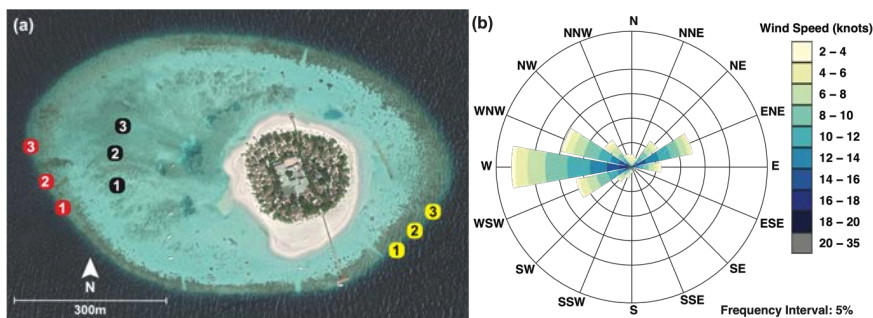 (a)
3
2
1
3
2
1
3
2
1
N
300m
(b)
N
NNE
NE
ENE
E
ESE
SE
SSE
S
SSW
SW
WSW
W
WNW
NW
NNW
Wind Speed (knots)
2 – 4
4 – 6
6 – 8
8 – 10
10 – 12
12 – 14
14 – 16
16 – 18
18 – 20
20 – 35
Frequency Interval: 5%